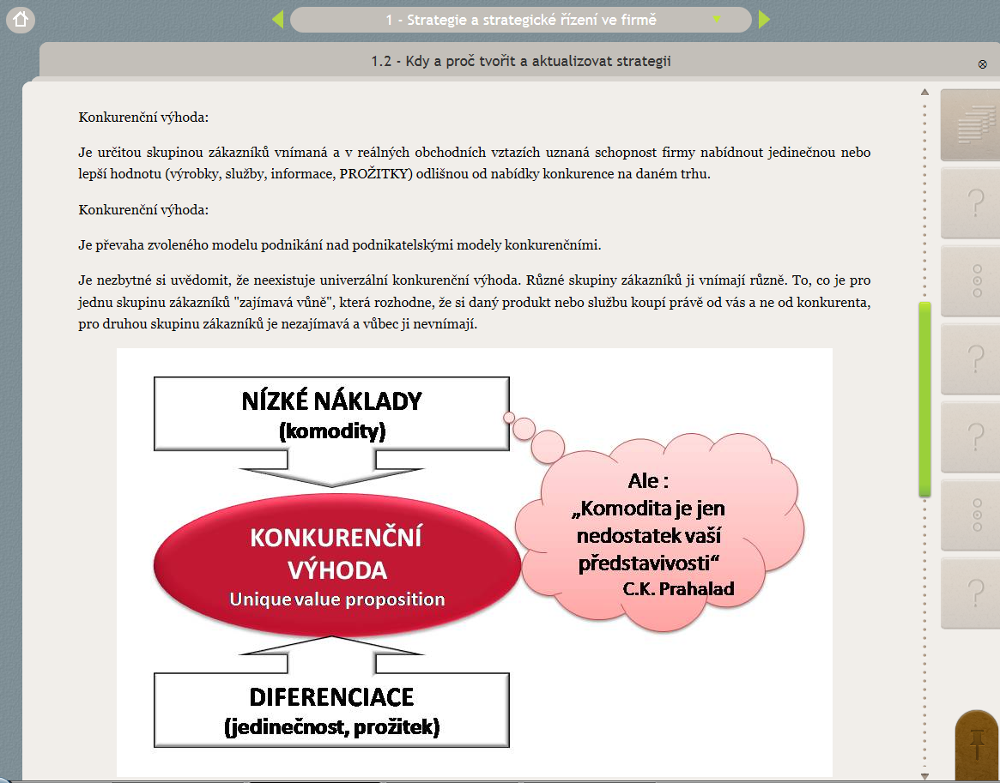 1 - Strategie a strategické řízení ve firmě
1.2 - Kdy a proč tvořit a aktualizovat strategii
Konkurenční výhoda:
Je určitou skupinou zákazníků vnímaná a v reálných obchodních vztazích uznaná schopnost firmy nabídnout jedinečnou nebo
lepší hodnotu (výrobky, služby, informace, PROŽITKY) odlišnou od nabídky konkurence na daném trhu.
Konkurenční výhoda:
Je převaha zvoleného modelu podnikání nad podnikatelskými modely konkurenčními.
Je nezbytné si uvědomit, že neexistuje univerzální konkurenční výhoda. Různé skupiny zákazníků ji vnímají různě. To, co je pro
jednu skupinu zákazníků "zajímavá vůně", která rozhodne, že si daný produkt nebo službu koupí právě od vás a ne od konkurenta,
pro druhou skupinu zákazníků je nezajímavá a vůbec ji nevnímají.
NÍZKÉ NÁKLADY
(komodity)
Ale :
„Komodita je jen
nedostatek vaší
představivosti“
C.K. Prahalad
KONKURENČNÍ
VÝHODA
Unique value proposition
DIFERENCIACE
(jedinečnost, prožitek)